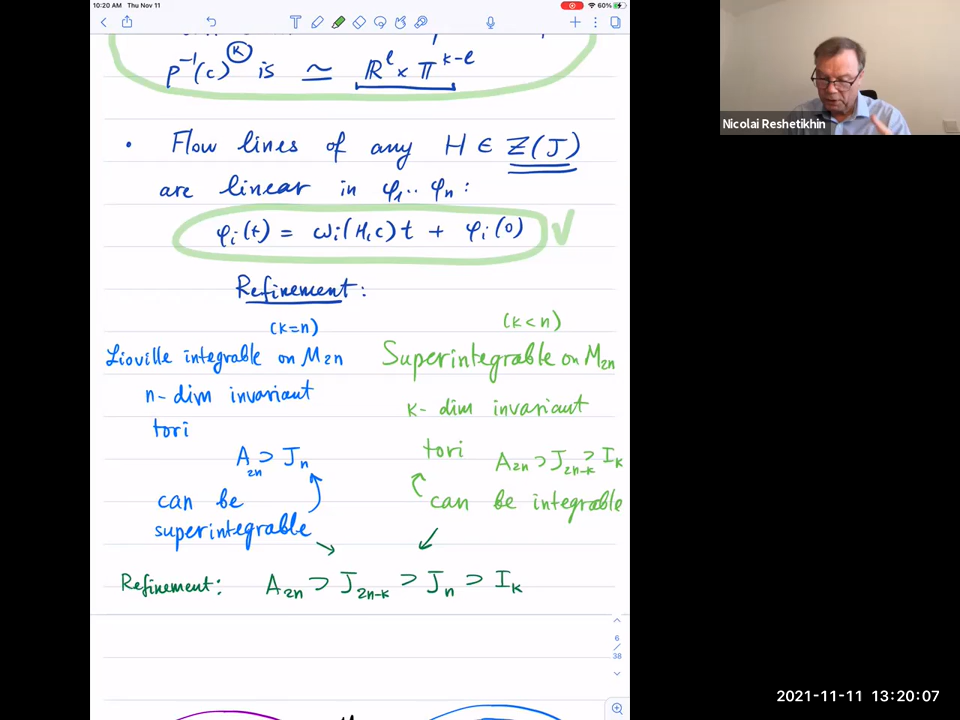 10:20 AM Thu Nov 11
60%
p⁻¹(c) Ⓚ is ≃ ℝˡ × 𝕋ᵏ⁻ˡ
• Flow lines of any H ∈ Z(J)
are linear in φ₁..φₙ:
φᵢ(t) = ωᵢ(H,c)t + φᵢ(0) ✓
Refinement:
(k=n)
(k<n)
Lioville integrable on M₂ₙ
Superintegrable on M₂ₙ
n-dim invariant
tori
k-dim invariant
tori
A₂ₙ ⊃ Jₙ
A₂ₙ ⊃ J₂ₙ₋ₖ ⊃ Iₖ
can be
superintegrable
can be integrable
Refinement: A₂ₙ ⊃ J₂ₙ₋ₖ ⊃ Jₙ ⊃ Iₖ
6
/
38
Nicolai Reshetikhin
2021-11-11 13:20:07